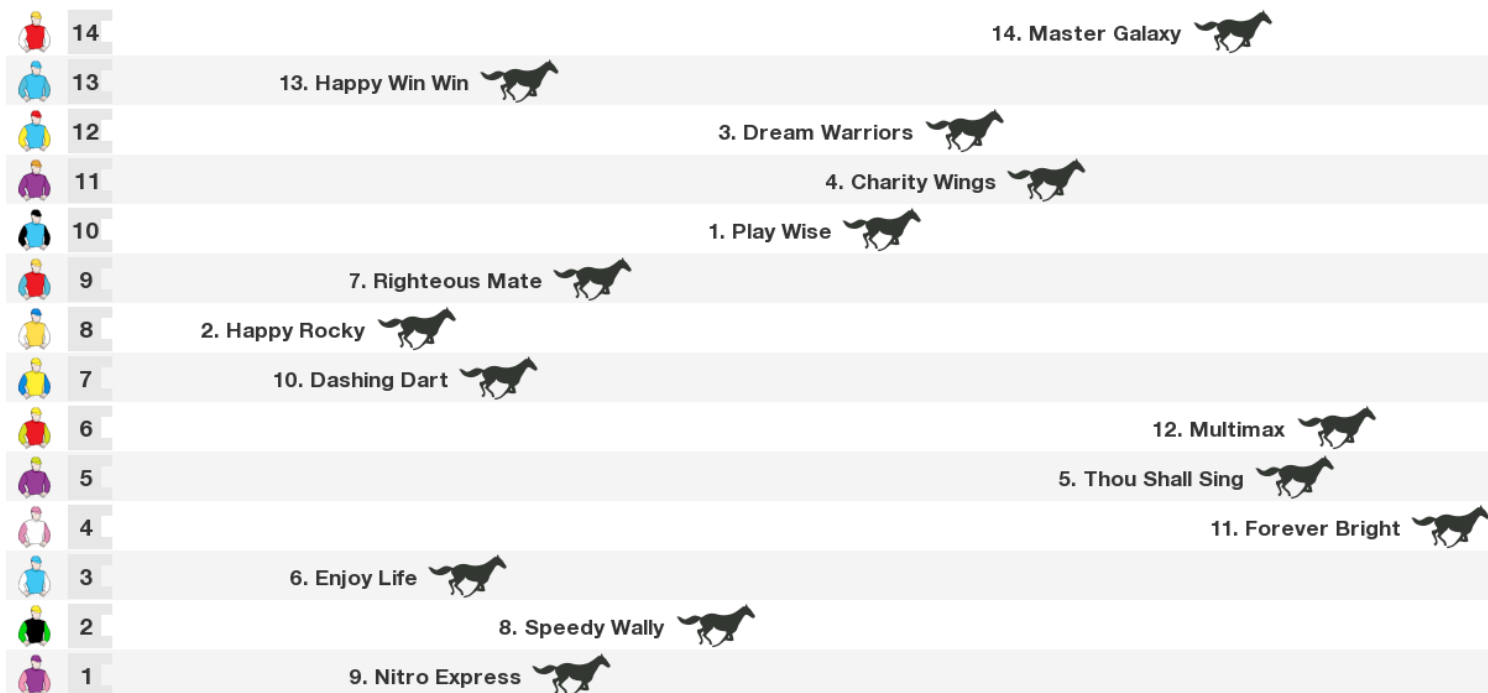 14 14. Master Galaxy
13 13. Happy Win Win
12 3. Dream Warriors
11 4. Charity Wings
10 1. Play Wise
9 7. Righteous Mate
8 2. Happy Rocky
7 10. Dashing Dart
6 12. Multimax
5 5. Thou Shall Sing
4 11. Forever Bright
3 6. Enjoy Life
2 8. Speedy Wally
1 9. Nitro Express